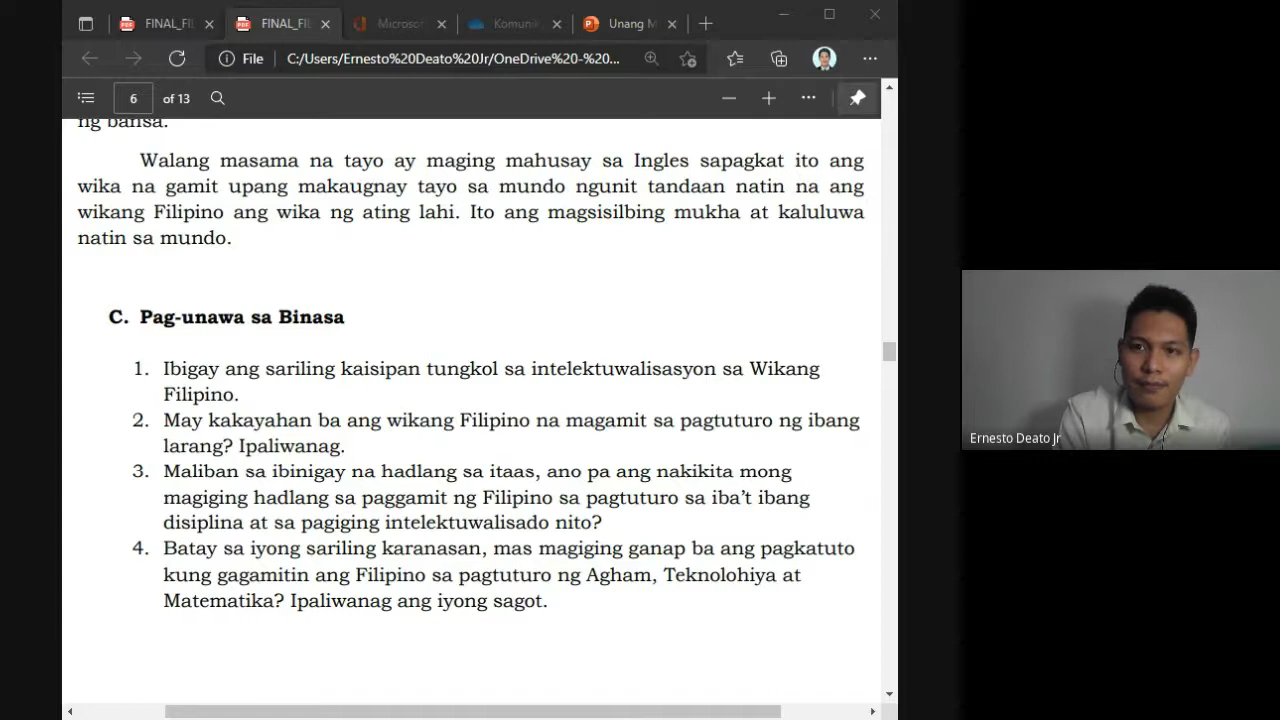 FINAL_FI
FINAL_FIL
Microsof
Komuni
Unang M
File
C:/Users/Ernesto%20Deato%20Jr/OneDrive%20-%20...
6 of 13
ng bansa.
Walang masama na tayo ay maging mahusay sa Ingles sapagkat ito ang
wika na gamit upang makaugnay tayo sa mundo ngunit tandaan natin na ang
wikang Filipino ang wika ng ating lahi. Ito ang magsisilbing mukha at kaluluwa
natin sa mundo.
C. Pag-unawa sa Binasa
1. Ibigay ang sariling kaisipan tungkol sa intelektuwalisasyon sa Wikang
Filipino.
2. May kakayahan ba ang wikang Filipino na magamit sa pagtuturo ng ibang
larang? Ipaliwanag.
3. Maliban sa ibinigay na hadlang sa itaas, ano pa ang nakikita mong
magiging hadlang sa paggamit ng Filipino sa pagtuturo sa iba't ibang
disiplina at sa pagiging intelektuwalisado nito?
4. Batay sa iyong sariling karanasan, mas magiging ganap ba ang pagkatuto
kung gagamitin ang Filipino sa pagtuturo ng Agham, Teknolohiya at
Matematika? Ipaliwanag ang iyong sagot.
Ernesto Deato Jr